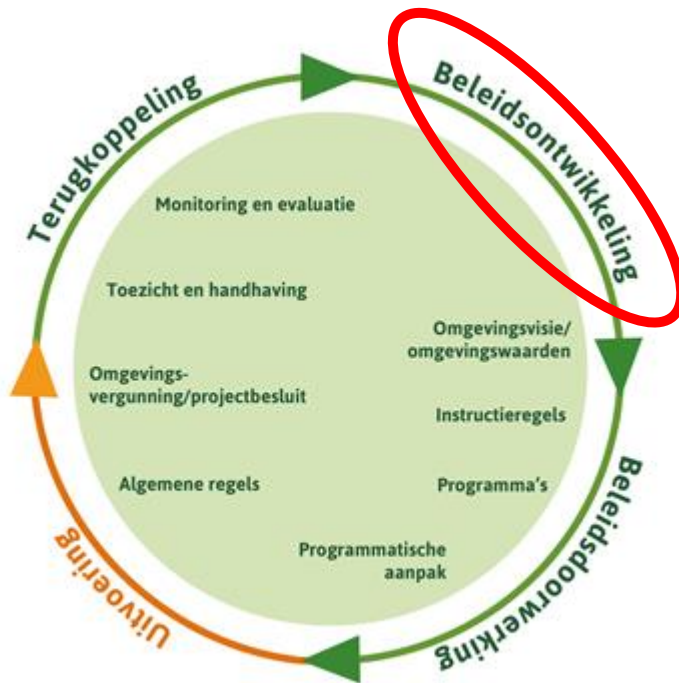 Terugkoppeling
Beleidsontwikkeling
Monitoring en evaluatie
Toezicht en handhaving
Omgevingsvisie/
omgevingswaarden
Omgevings-
vergunning/projectbesluit
Instructieregels
Algemene regels
Programma's
Programmatische
aanpak
Uitvoering
Beleidsdoorwerking